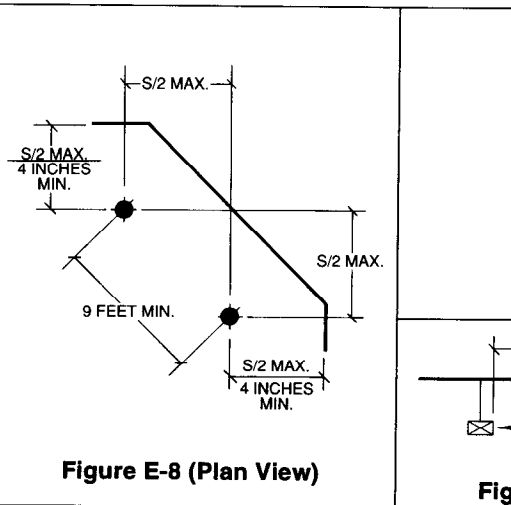 S/2 MAX.
S/2 MAX.
4 INCHES
MIN.
S/2 MAX.
9 FEET MIN.
S/2 MAX.
4 INCHES
MIN.
Figure E-8 (Plan View)
Fig